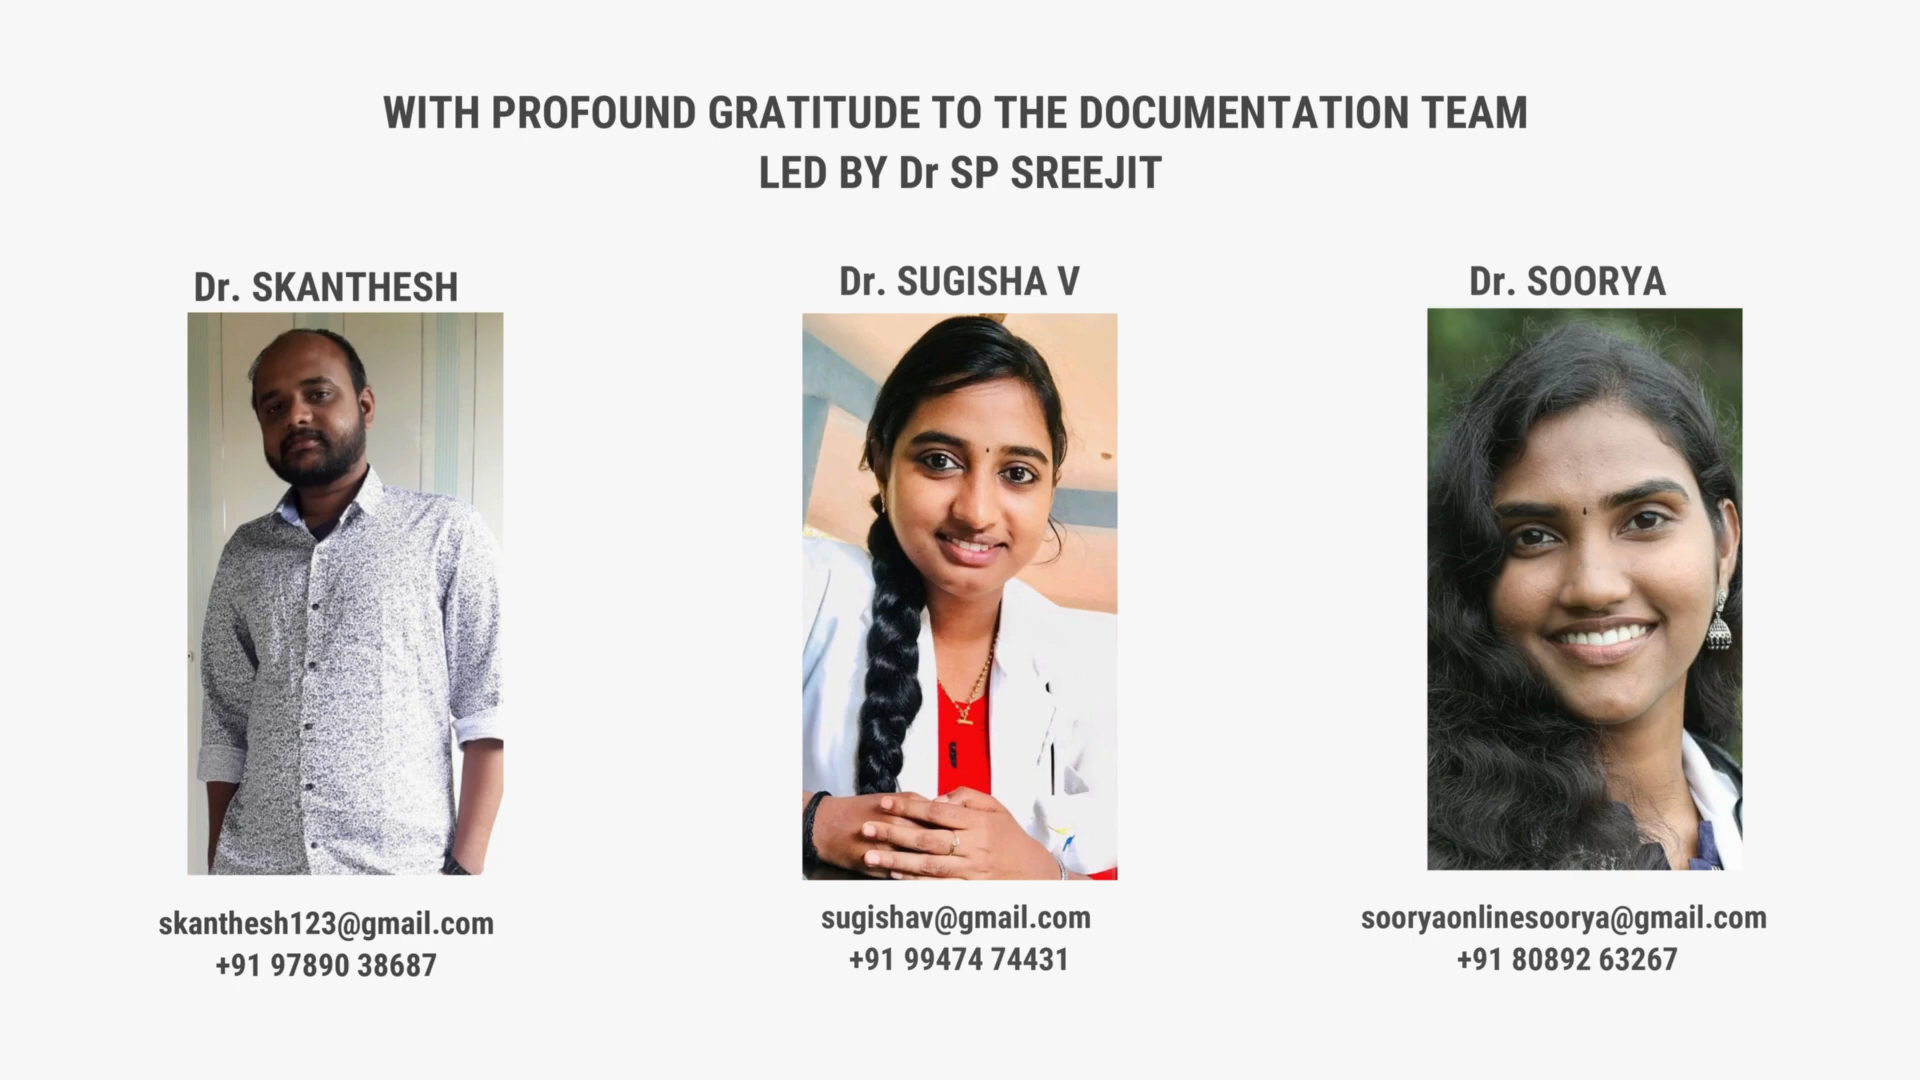 WITH PROFOUND GRATITUDE TO THE DOCUMENTATION TEAM
LED BY Dr SP SREEJIT
Dr. SKANTHESH
skanthesh123@gmail.com
+91 97890 38687
Dr. SUGISHA V
sugishav@gmail.com
+91 99474 74431
Dr. SOORYA
sooryaonlinesoorya@gmail.com
+91 80892 63267